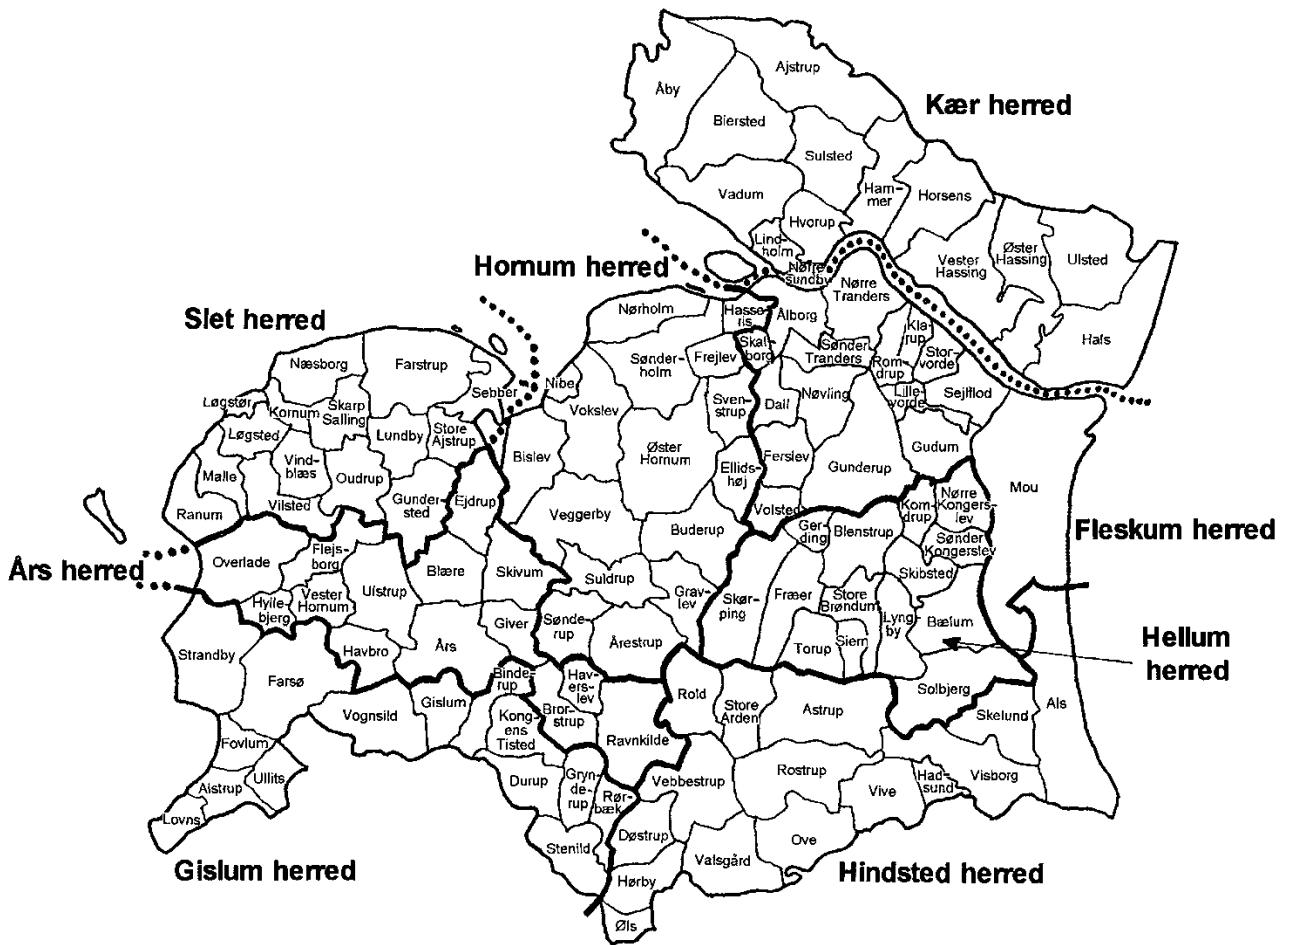 Ajstrup
Åby
Kær herred
Biersted
Sulsted
Vadum
Ham-
mer
Horsens
Hvorup
Lind-
holm
Øster
Hassing
Ulsted
Vester
Hassing
Hornum herred
Nørre
sundby
Nørre
Tranders
Nørholm
Hasse-
ris
Ålborg
Hals
Kla-
rup
Slet herred
Skal-
borg
Sønder
Tranders
Stor-
vorde
Næsborg
Farstrup
Sønder-
holm
Frejlev
Rom-
drup
Sebber
Nibe
Nøvling
Lille-
vorde
Sejlflod
Løgstør
Kornum
Skarp
Salling
Vokslev
Sven-
strup
Dall
Løgsted
Lundby
Store
Ajstrup
Øster
Hornum
Gudum
Bislev
Ferslev
Vind-
blæs
Ellids-
høj
Gunderup
Malle
Oudrup
Mou
Ranum
Vilsted
Gunder-
sted
Ejdrup
Veggerby
Volsted
Kom-
drup
Nørre
Kongers-
lev
Buderup
Ger-
ding
Blenstrup
Fleskum herred
Sønder
Kongerslev
Års herred
Overlade
Flejs-
borg
Blære
Skivum
Suldrup
Skibsted
Ulstrup
Grav-
lev
Skør-
ping
Fræer
Store
Brøndum
Hylle-
bjerg
Vester
Hornum
Giver
Sønde-
rup
Lyng-
by
Bælum
Års
Årestrup
Torup
Siem
Hellum
herred
Strandby
Havbro
Farsø
Binde-
rup
Hav-
ers-
lev
Rold
Solbjerg
Gislum
Vognsild
Bror-
strup
Store
Arden
Astrup
Als
Skelund
Kong-
ens
Tisted
Ravnkilde
Fovlum
Ullits
Durup
Gryn-
de-
rup
Vebbestrup
Rostrup
Had-
sund
Visborg
Alstrup
Rør-
bæk
Vive
Lovns
Døstrup
Ove
Stenild
Valsgård
Gislum herred
Hørby
Hindsted herred
Øls